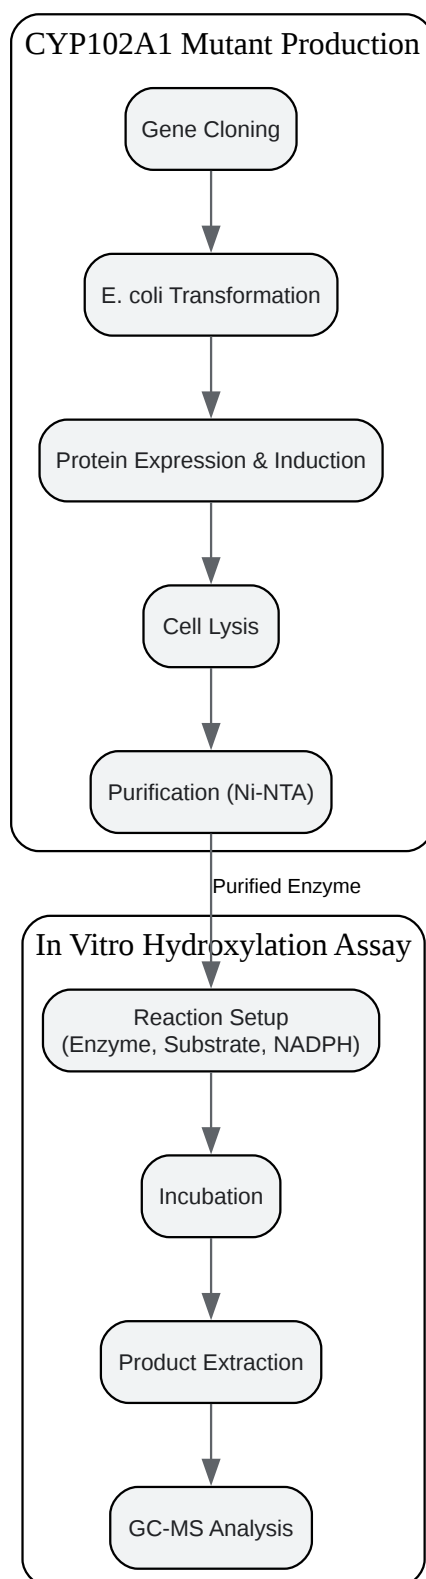 CYP102A1 Mutant Production
Gene Cloning
E. coli Transformation
Protein Expression & Induction
Cell Lysis
Purification (Ni-NTA)
Purified Enzyme
In Vitro Hydroxylation Assay
Reaction Setup
(Enzyme, Substrate, NADPH)
Incubation
Product Extraction
GC-MS Analysis